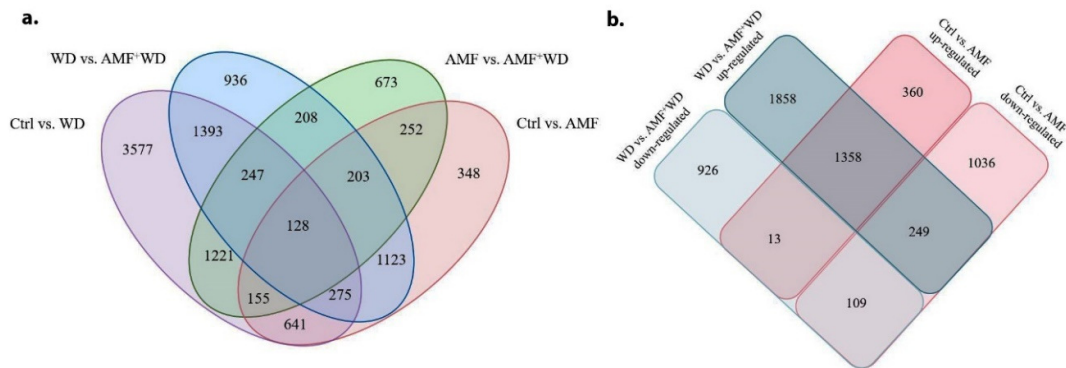 a.
WD vs. AMF+WD
AMF vs. AMF+WD
Ctrl vs. WD
Ctrl vs. AMF
936
673
208
1393
252
3577
247
203
348
128
1221
1123
155
275
641
b.
WD vs. AMF+WD
down-regulated
WD vs. AMF+WD
up-regulated
Ctrl vs. AMF
up-regulated
Ctrl vs. AMF
down-regulated
1858
360
926
1358
1036
13
249
109